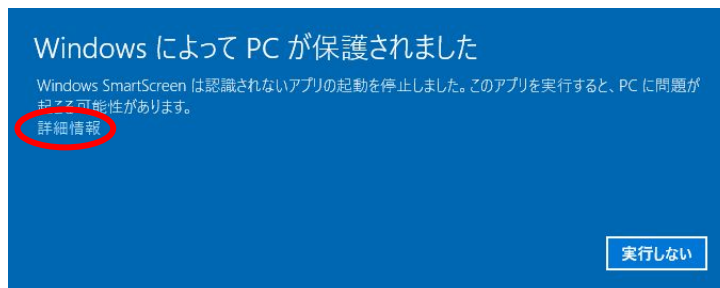 Windows によって PC が保護されました
Windows SmartScreen は認識されないアプリの起動を停止しました。このアプリを実行すると、PC に問題が
起こる可能性があります。
詳細情報
実行しない